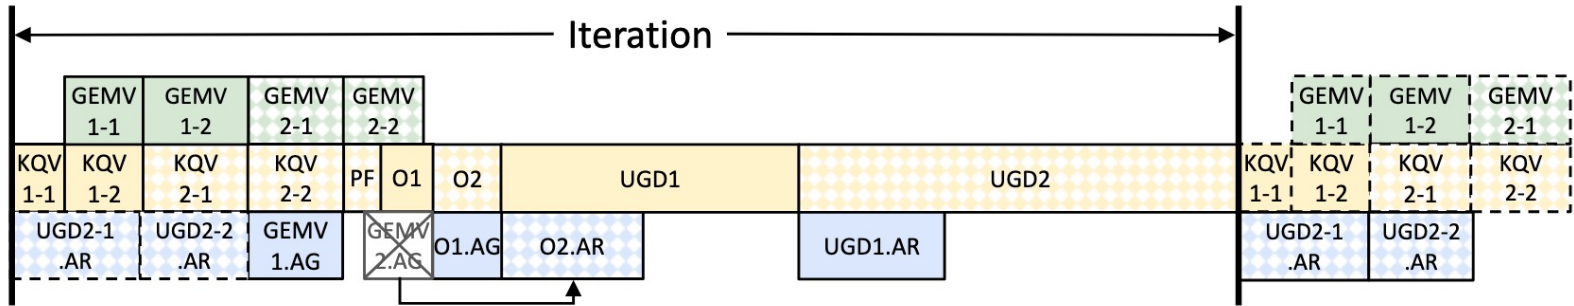 Iteration
GEMV
1-1
GEMV
1-2
GEMV
2-1
GEMV
2-2
GEMV
1-1
GEMV
1-2
GEMV
2-1
KQV
1-1
KQV
1-2
KQV
2-1
KQV
2-2
PF
O1
O2
UGD1
UGD2
KQV
1-1
KQV
1-2
KQV
2-1
KQV
2-2
UGD2-1
.AR
UGD2-2
.AR
GEMV
1.AG
GEMV
2.AG
O1.AG
O2.AR
UGD1.AR
UGD2-1
.AR
UGD2-2
.AR